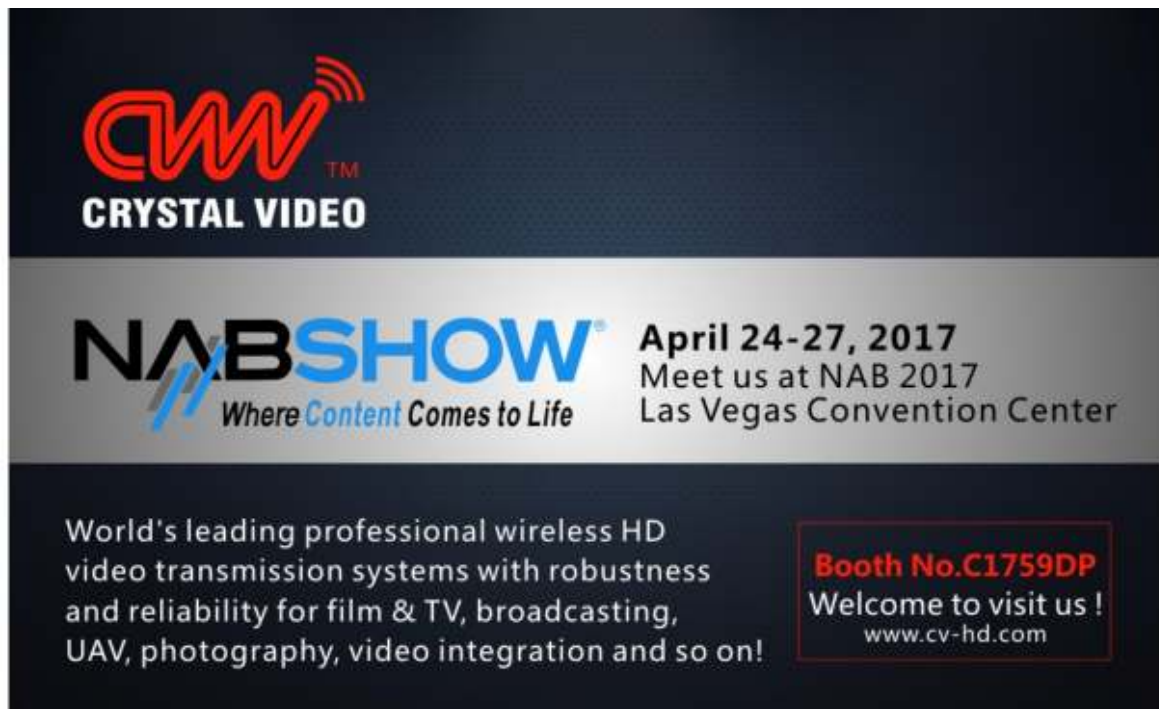 CVW TM
CRYSTAL VIDEO
NABSHOW®
Where Content Comes to Life
April 24-27, 2017
Meet us at NAB 2017
Las Vegas Convention Center
World's leading professional wireless HD
video transmission systems with robustness
and reliability for film & TV, broadcasting,
UAV, photography, video integration and so on!
Booth No.C1759DP
Welcome to visit us !
www.cv-hd.com